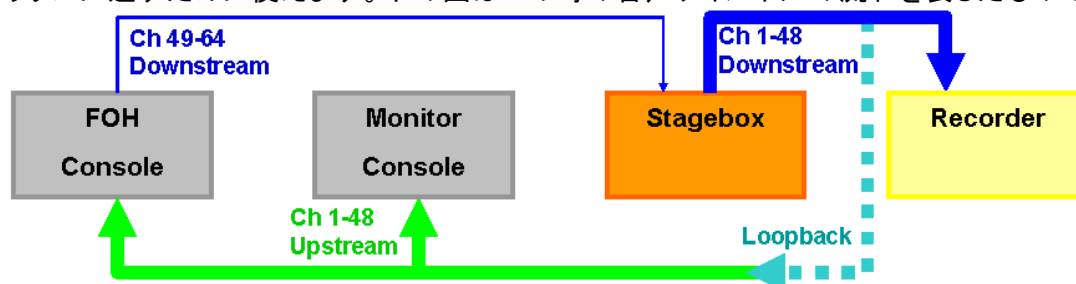 Ch 49-64
Downstream
Ch 1-48
Downstream
FOH
Console
Monitor
Console
Stagebox
Recorder
Ch 1-48
Upstream
Loopback